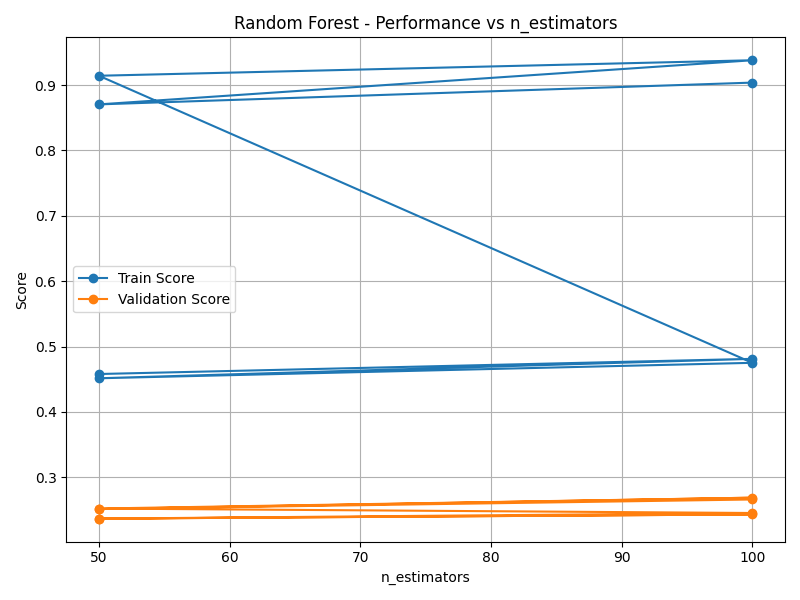 Random Forest - Performance vs n_estimators
Score
0.9
0.8
0.7
0.6
0.5
0.4
0.3
Train Score
Validation Score
50
60
70
80
90
100
n_estimators